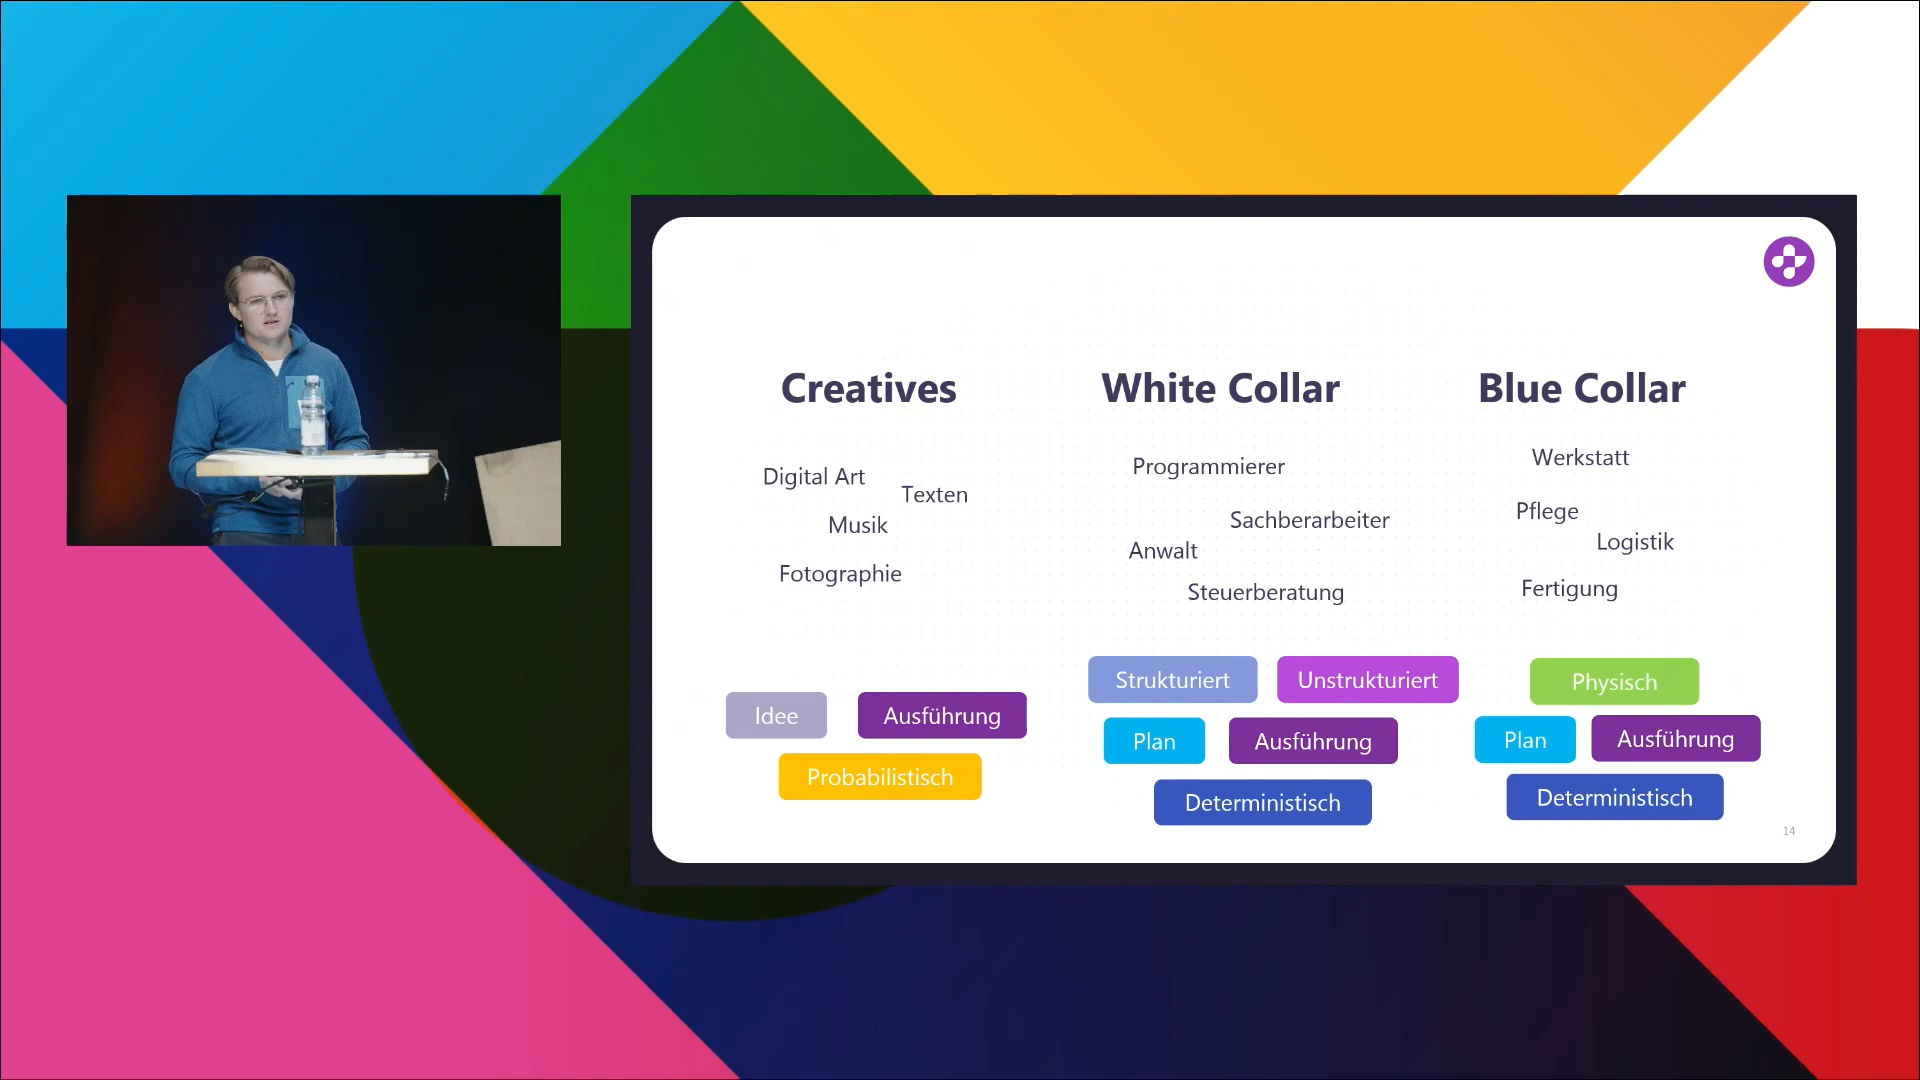 Creatives
Digital Art
Texten
Musik
Fotographie
Idee
Ausführung
Probabilistisch
White Collar
Programmierer
Sachberarbeiter
Anwalt
Steuerberatung
Strukturiert
Unstrukturiert
Plan
Ausführung
Deterministisch
Blue Collar
Werkstatt
Pflege
Logistik
Fertigung
Physisch
Plan
Ausführung
Deterministisch
14